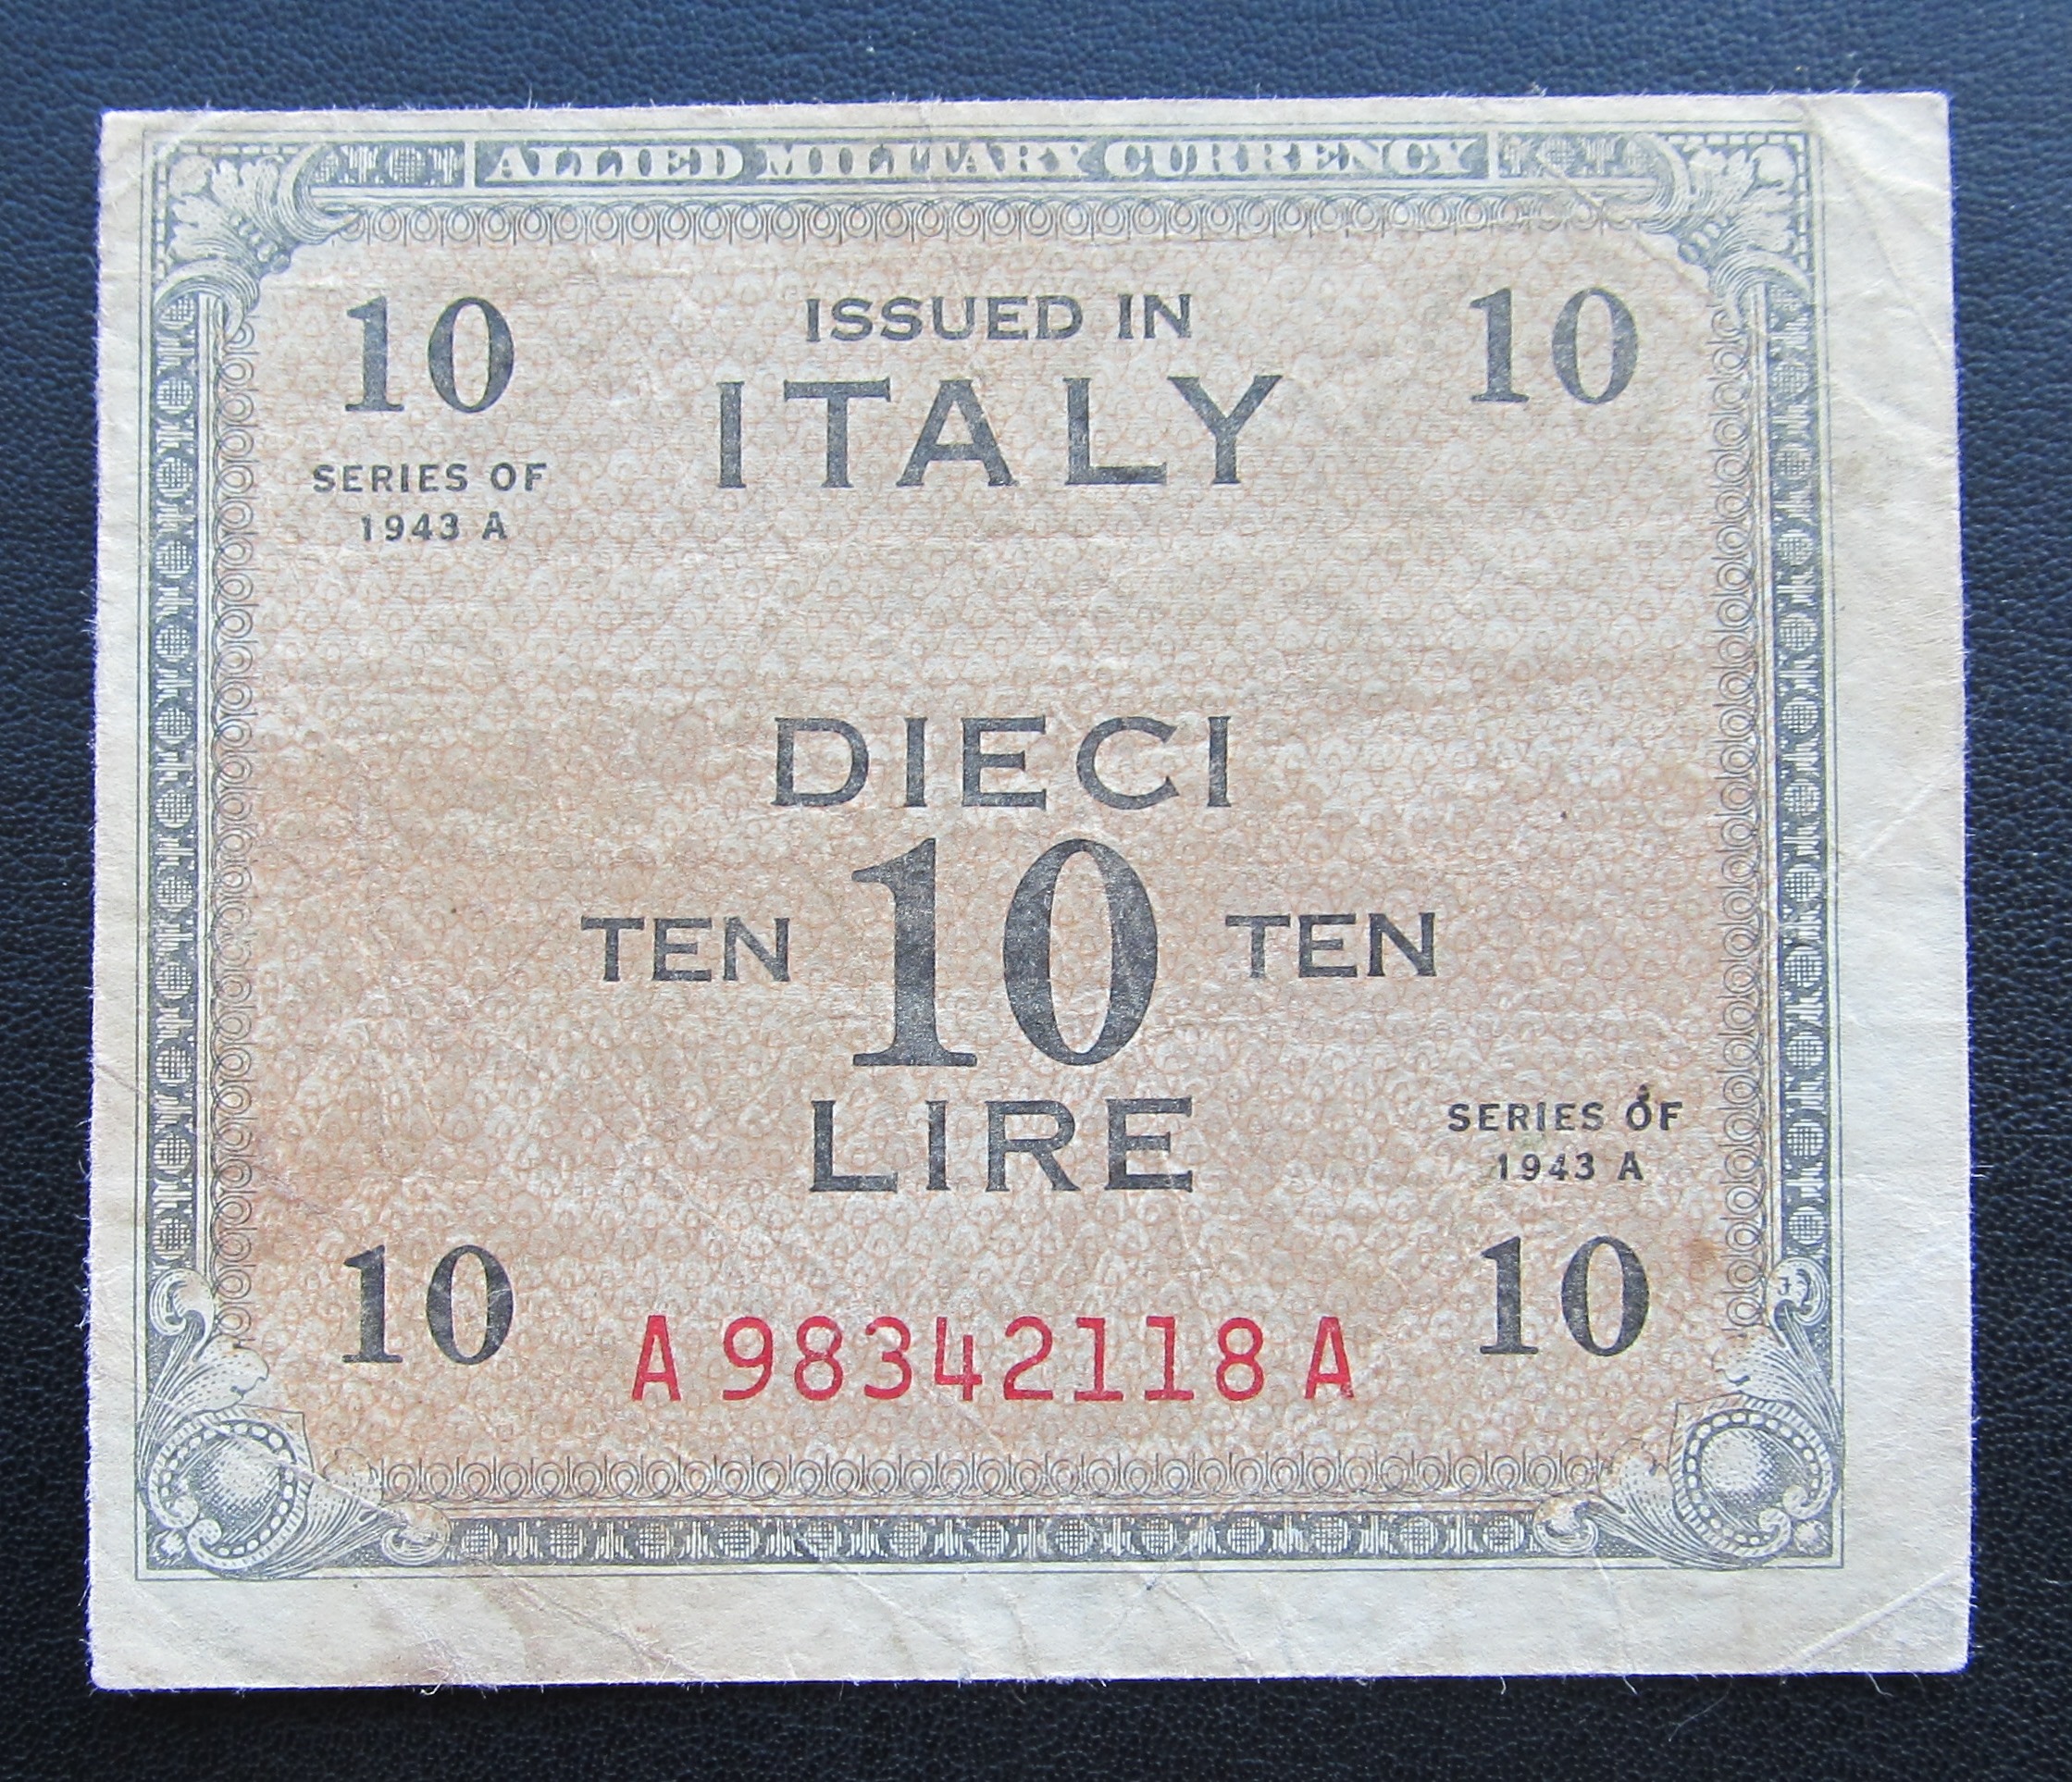 ALLIED MILITARY CURRENCY
10 ISSUED IN 10
ITALY
SERIES OF
1943 A
DIECI
TEN 10 TEN
LIRE
SERIES OF
1943 A
10 A98342118A 10